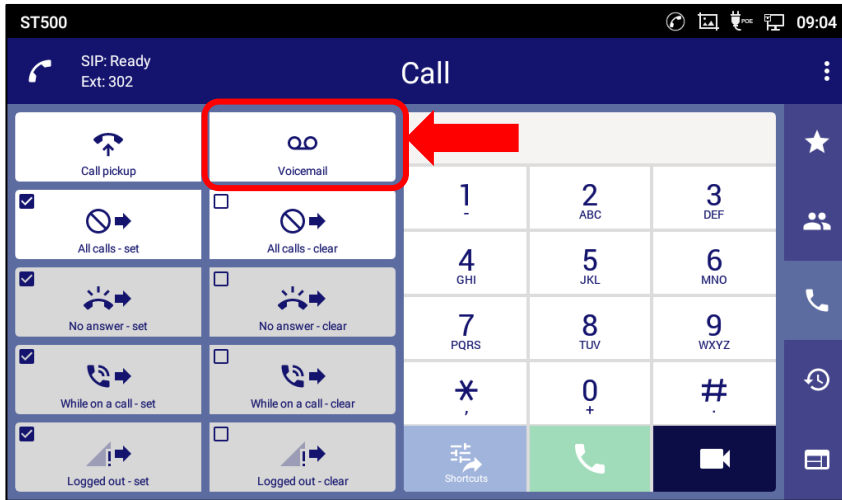 ST500
POE
09:04
SIP: Ready
Ext: 302
Call
Call pickup
Voicemail
All calls - set
All calls - clear
No answer - set
No answer - clear
While on a call - set
While on a call - clear
Logged out - set
Logged out - clear
1
-
2
ABC
3
DEF
4
GHI
5
JKL
6
MNO
7
PQRS
8
TUV
9
WXYZ
*
,
0
+
#
.
Shortcuts